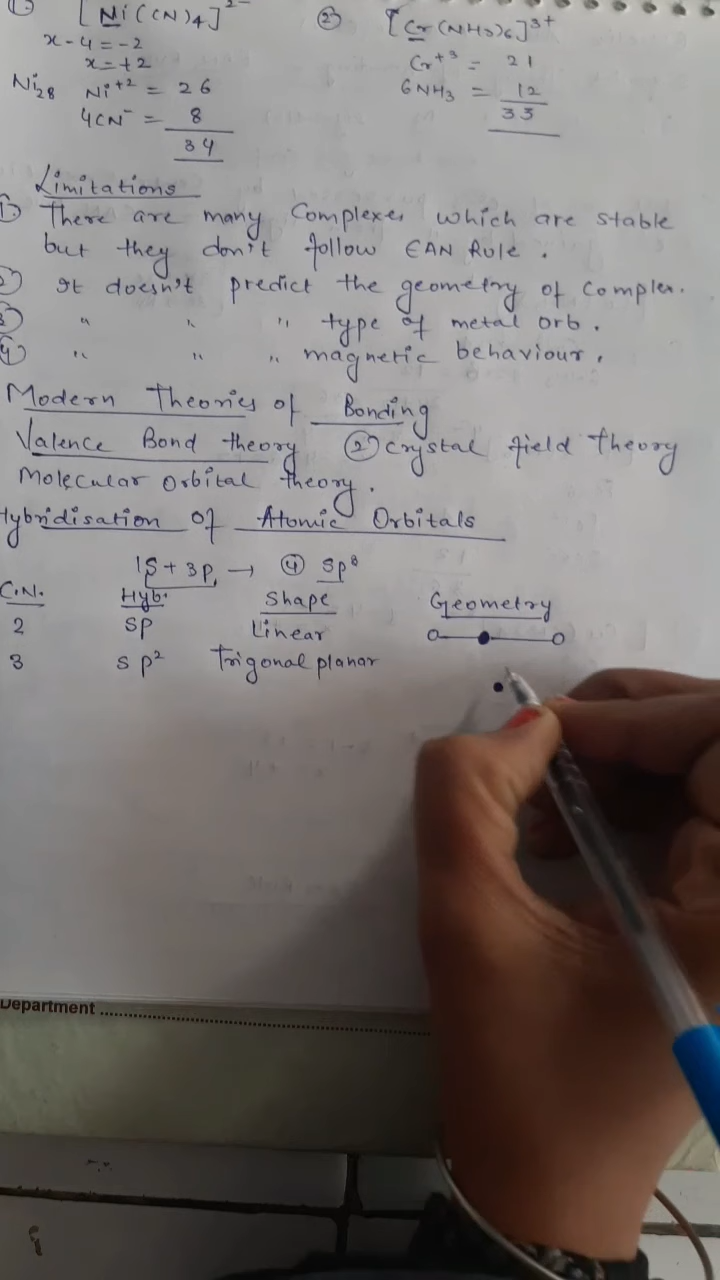 [Ni(CN)4]2-
② [Cr(NH3)6]3+
x-4=-2
x=+2
Cr+3 = 21
Ni28 Ni+2 = 26
6NH3 = 12
4CN- = 8
33
34
Limitations
1) There are many Complexes which are stable
but they don't follow EAN Rule.
2) It doesn't predict the geometry of Complex.
3) " " " type of metal orb.
4) " " " magnetic behaviour.
Modern Theories of Bonding
Valence Bond theory ② Crystal field Theory
Molecular Orbital theory.
Hybridisation of Atomic Orbitals
1S + 3P → ④ sp3
C.N. Hyb. Shape Geometry
2 sp Linear
3 sp2 Trigonal planar
Department